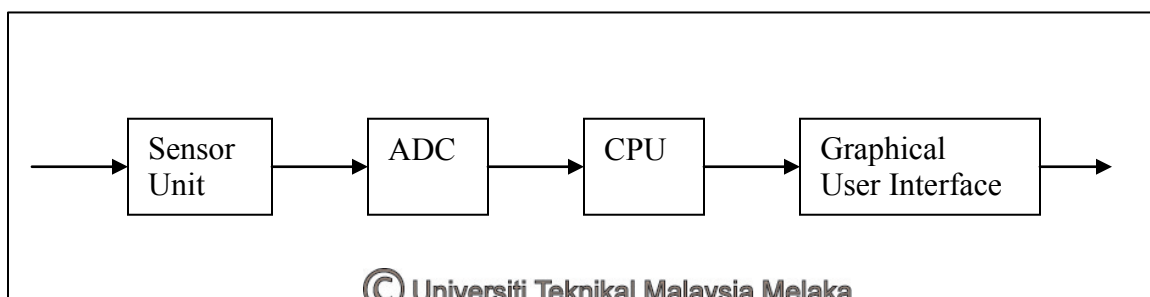 Sensor
Unit
ADC
CPU
Graphical
User Interface
© Universiti Teknikal Malaysia Melaka